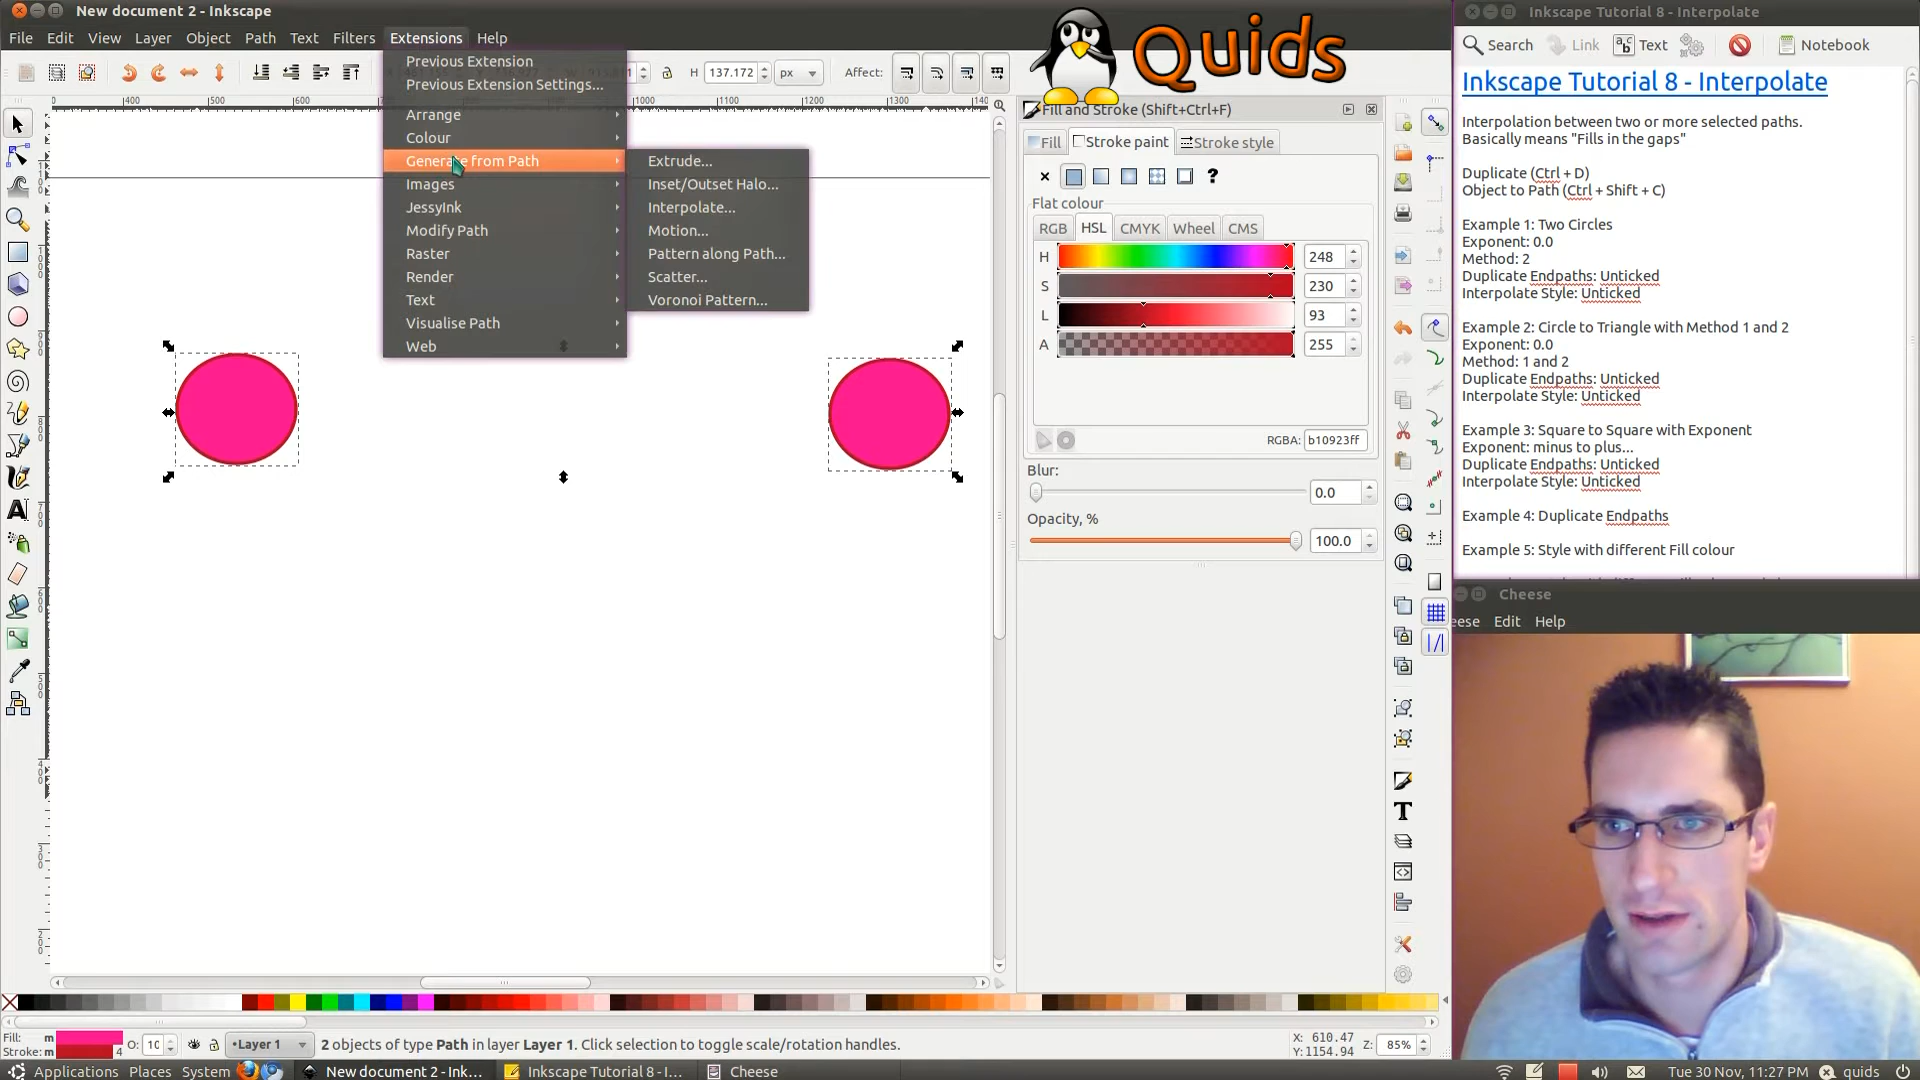 New document 2 - Inkscape
File Edit View Layer Object Path Text Filters Extensions Help
H 137.172 px Affect:
Previous Extension
Previous Extension Settings...
Arrange
Colour
Generate from Path
Images
JessyInk
Modify Path
Raster
Render
Text
Visualise Path
Web
Extrude...
Inset/Outset Halo...
Interpolate...
Motion...
Pattern along Path...
Scatter...
Voronoi Pattern...
Quids
Fill and Stroke (Shift+Ctrl+F)
Fill Stroke paint Stroke style
?
Flat colour
RGB HSL CMYK Wheel CMS
H 248
S 230
L 93
A 255
RGBA: b10923ff
Blur:
0.0
Opacity, %
100.0
Inkscape Tutorial 8 - Interpolate
Search Link Text Notebook
Inkscape Tutorial 8 - Interpolate
Interpolation between two or more selected paths.
Basically means "Fills in the gaps"
Duplicate (Ctrl + D)
Object to Path (Ctrl + Shift + C)
Example 1: Two Circles
Exponent: 0.0
Method: 2
Duplicate Endpaths: Unticked
Interpolate Style: Unticked
Example 2: Circle to Triangle with Method 1 and 2
Exponent: 0.0
Method: 1 and 2
Duplicate Endpaths: Unticked
Interpolate Style: Unticked
Example 3: Square to Square with Exponent
Exponent: minus to plus...
Duplicate Endpaths: Unticked
Interpolate Style: Unticked
Example 4: Duplicate Endpaths
Example 5: Style with different Fill colour
Cheese
eese Edit Help
Fill: m
Stroke: m 4
O: 10
•Layer 1
2 objects of type Path in layer Layer 1. Click selection to toggle scale/rotation handles.
X: 610.47
Y: 1154.94
Z: 85%
Applications Places System New document 2 - Ink... Inkscape Tutorial 8 - I... Cheese Tue 30 Nov, 11:27 PM quids